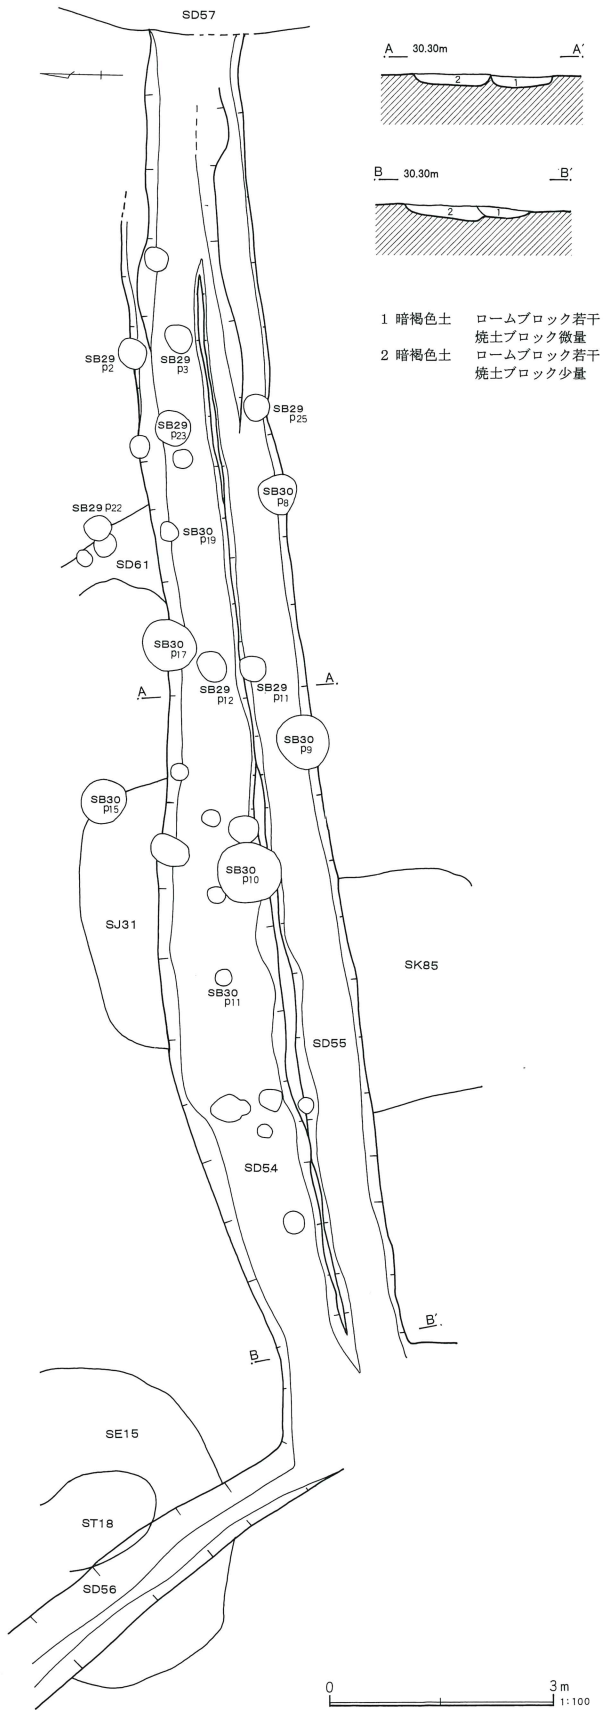 SD57
A 30.30m A′
2 1
B 30.30m B′
2 1
1 暗褐色土 ロームブロック若干
焼土ブロック微量
2 暗褐色土 ロームブロック若干
焼土ブロック少量
SB29
P2
SB29
P3
SB29
P25
SB29
P23
SB30
P8
SB29 P22
SB30
P19
SD61
SB30
P17
SB29
P12
SB29
P11
A
A.
SB30
P9
SB30
P15
SB30
P10
SJ31
SK85
SB30
P11
SD55
SD54
B′.
B
SE15
ST18
SD56
0 3m
1:100